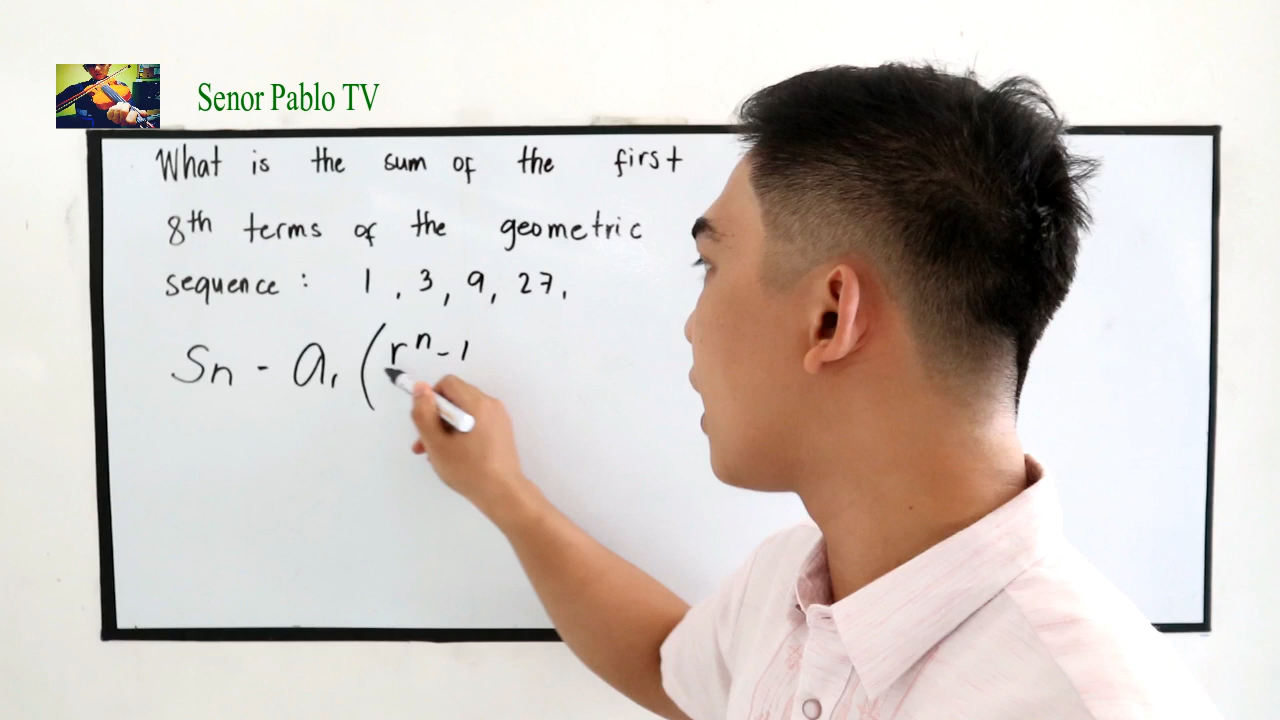 Senor Pablo TV
What is the sum of the first
8th terms of the geometric
sequence : 1 , 3, 9, 27,
Sn - a1 (r^n - 1